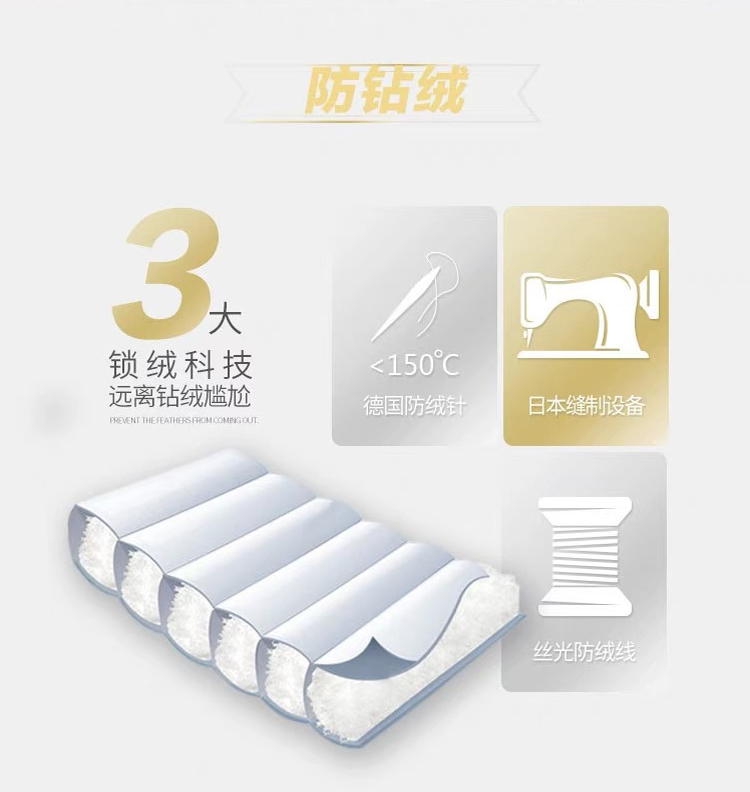 防钻绒
3大
锁绒科技
远离钻绒尴尬
PREVENT THE FEATHERS FROM COMING OUT.
<150℃
德国防绒针
日本缝制设备
丝光防绒线